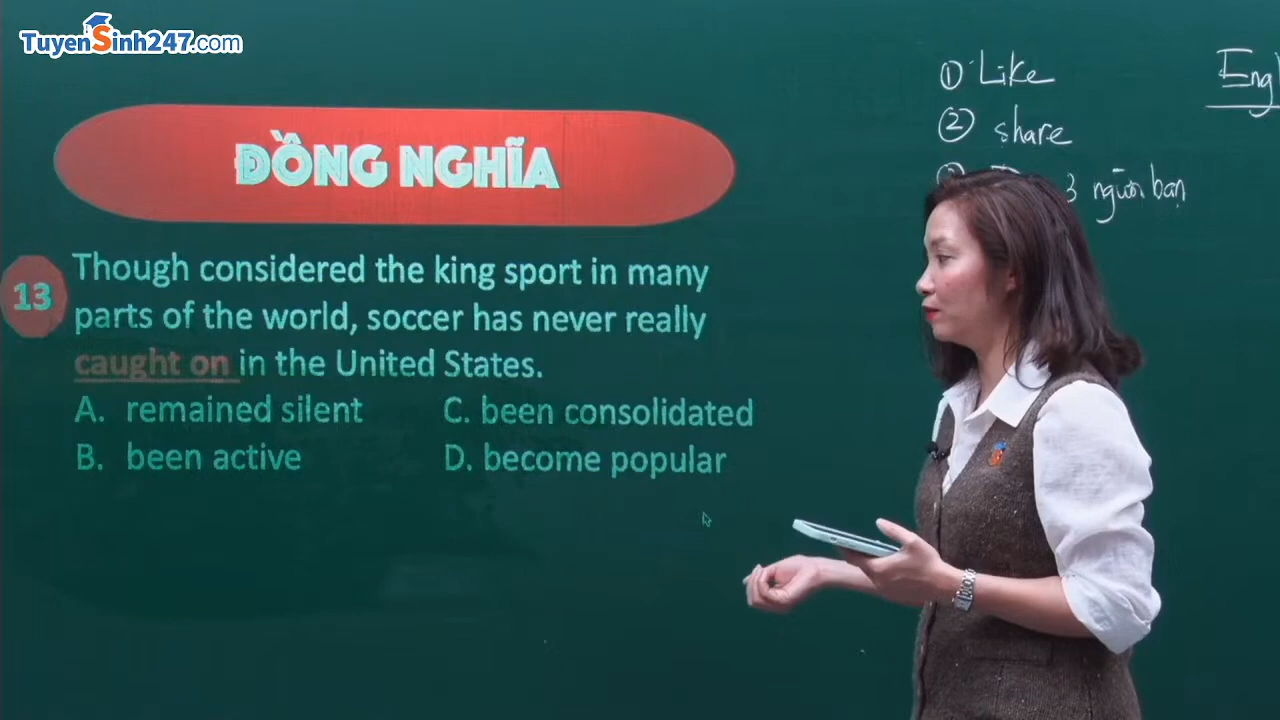 TuyenSinh247.com
① Like
② share
3 người bạn
Eng
ĐỒNG NGHĨA
13
Though considered the king sport in many
parts of the world, soccer has never really
caught on in the United States.
A. remained silent C. been consolidated
B. been active D. become popular